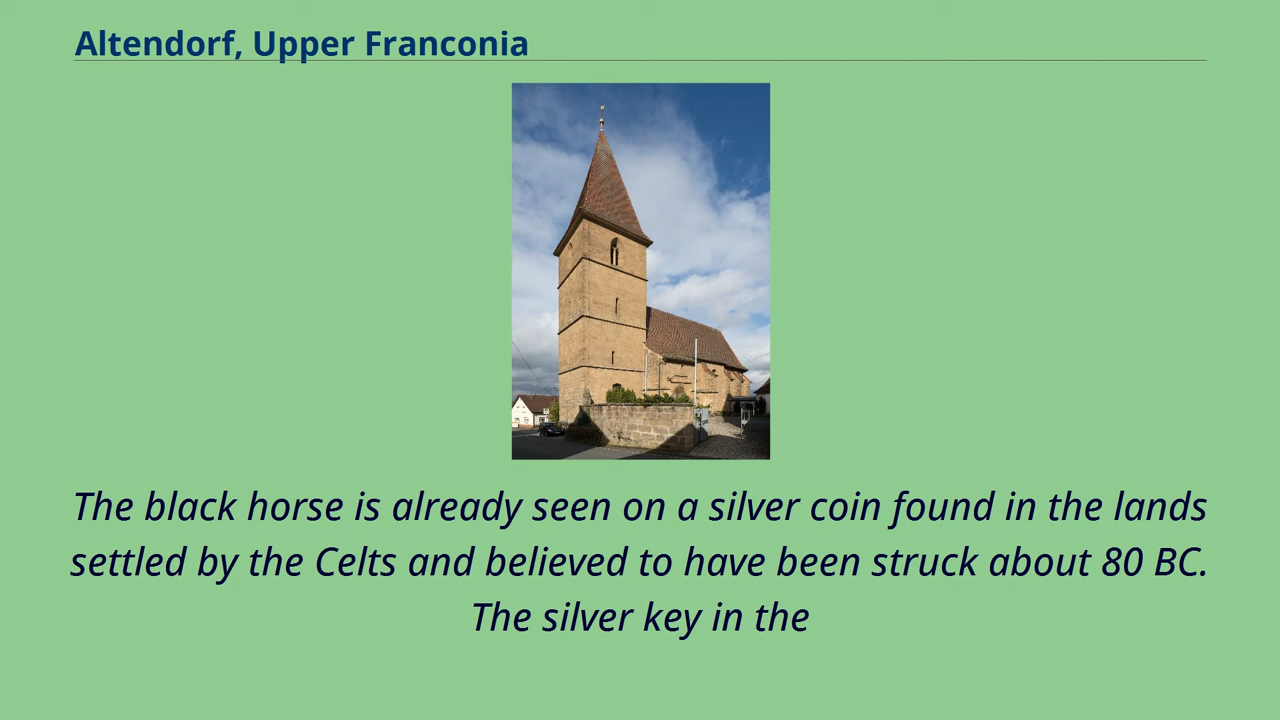 Altendorf, Upper Franconia
The black horse is already seen on a silver coin found in the lands
settled by the Celts and believed to have been struck about 80 BC.
The silver key in the